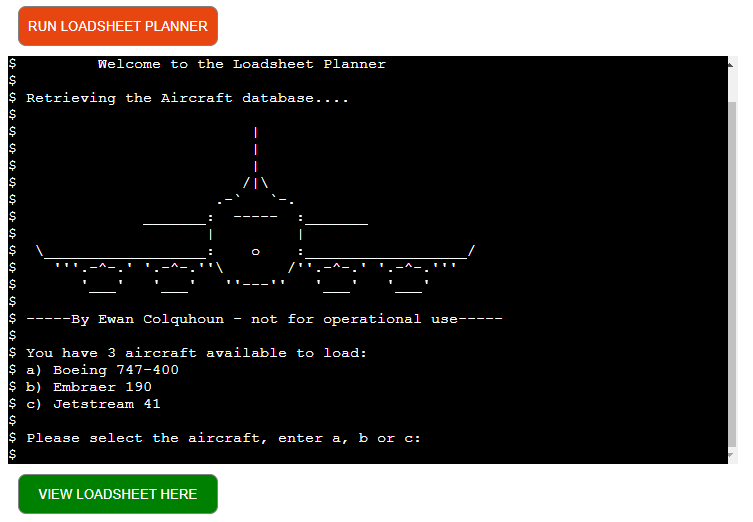 RUN LOADSHEET PLANNER
$         Welcome to the Loadsheet Planner
$
$ Retrieving the Aircraft database....
$
$                          |
$                          |
$                          |
$                         /|\
$                      .-`   `-.
$              _______:  -----  :_______
$                     |         |
$  \__________________:    o    :__________________/
$    '''.-^-.' '.-^-.''\       /''.-^-.' '.-^-.'''
$       '___'   '___'   ''---''   '___'   '___'
$
$ -----By Ewan Colquhoun - not for operational use-----
$
$ You have 3 aircraft available to load:
$ a) Boeing 747-400
$ b) Embraer 190
$ c) Jetstream 41
$
$ Please select the aircraft, enter a, b or c:
$
VIEW LOADSHEET HERE